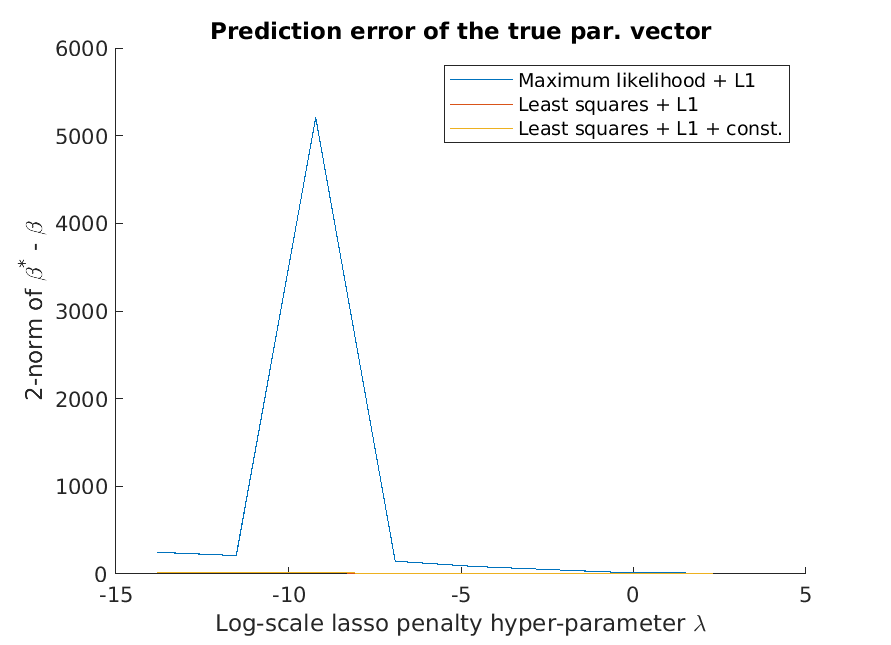 Prediction error of the true par. vector
6000
5000
4000
3000
2000
1000
0
2-norm of β* - β
Maximum likelihood + L1
Least squares + L1
Least squares + L1 + const.
-15
-10
-5
0
5
Log-scale lasso penalty hyper-parameter λ